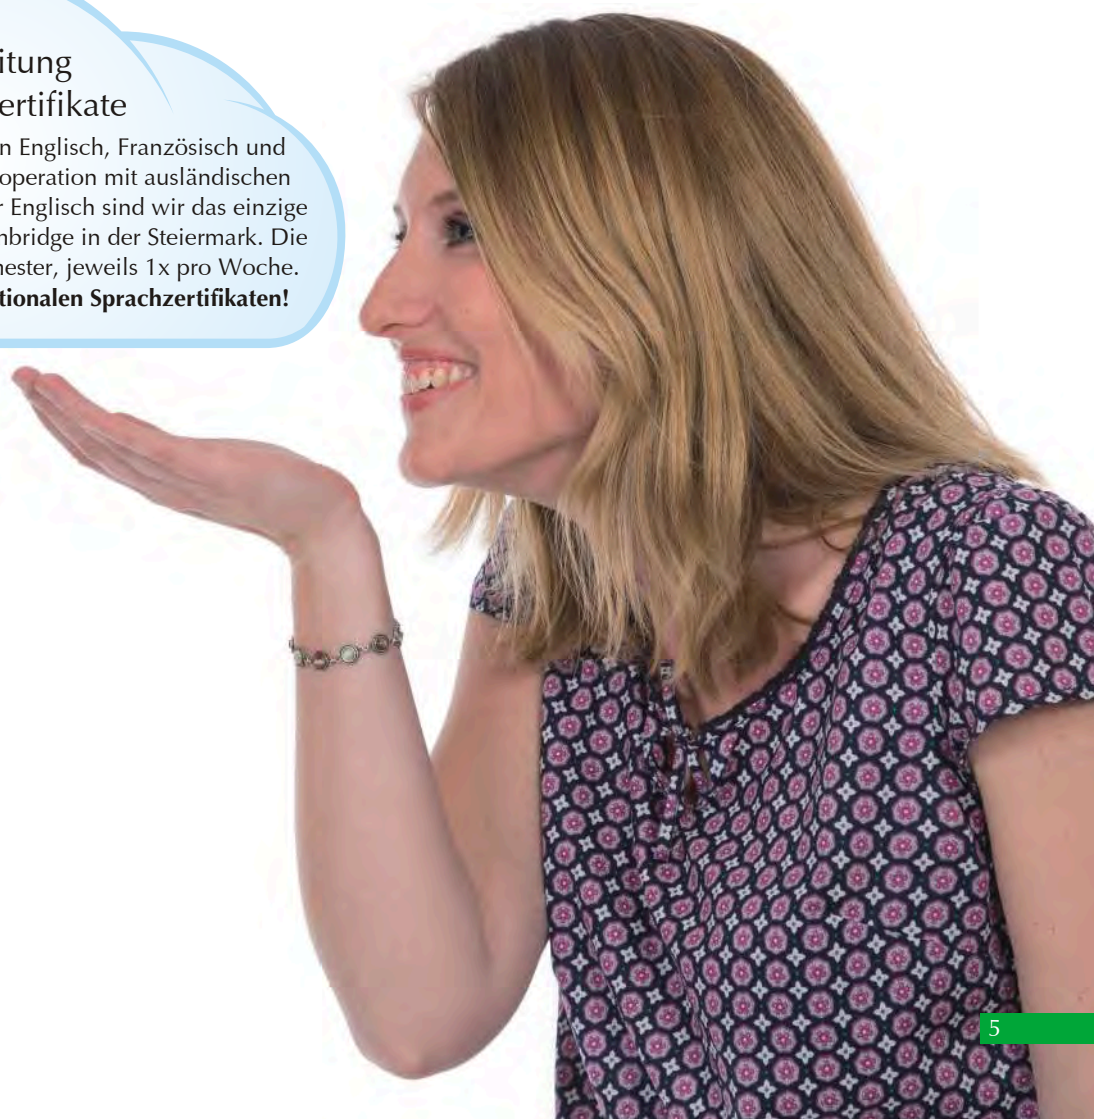 itung
ertifikate
n Englisch, Französisch und
operation mit ausländischen
r Englisch sind wir das einzige
nbridge in der Steiermark. Die
nester, jeweils 1x pro Woche.
tionalen Sprachzertifikaten!
5